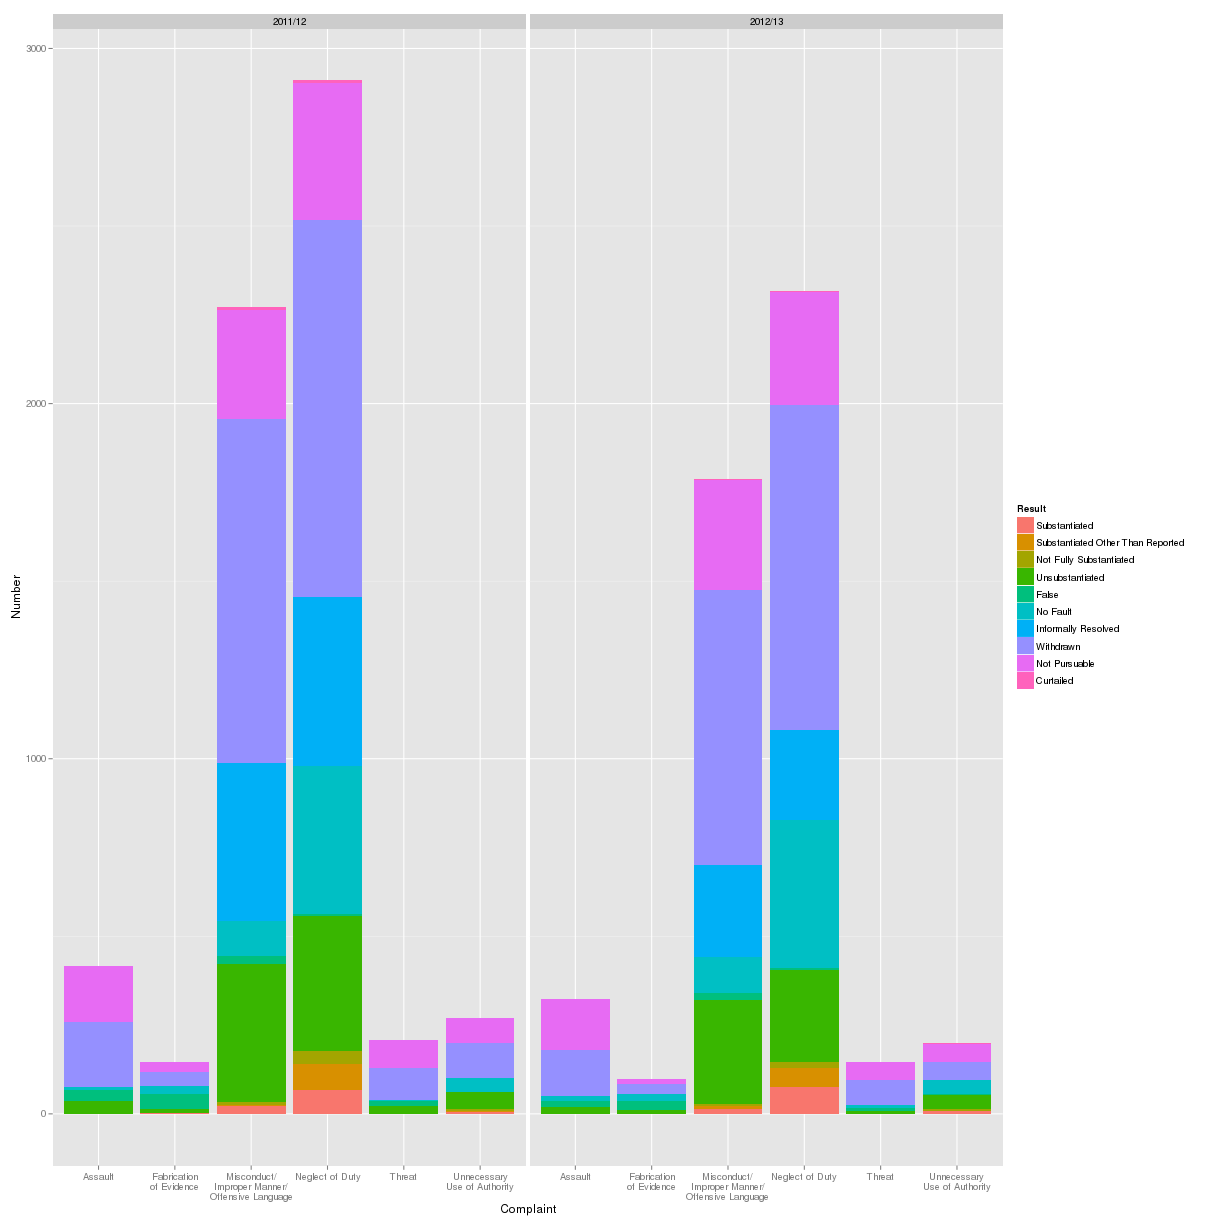 2011/12
2012/13
3000
2000
1000
0
Number
Assault
Fabrication
of Evidence
Misconduct/
Improper Manner/
Offensive Language
Neglect of Duty
Threat
Unnecessary
Use of Authority
Assault
Fabrication
of Evidence
Misconduct/
Improper Manner/
Offensive Language
Neglect of Duty
Threat
Unnecessary
Use of Authority
Complaint
Result
Substantiated
Substantiated Other Than Reported
Not Fully Substantiated
Unsubstantiated
False
No Fault
Informally Resolved
Withdrawn
Not Pursuable
Curtailed